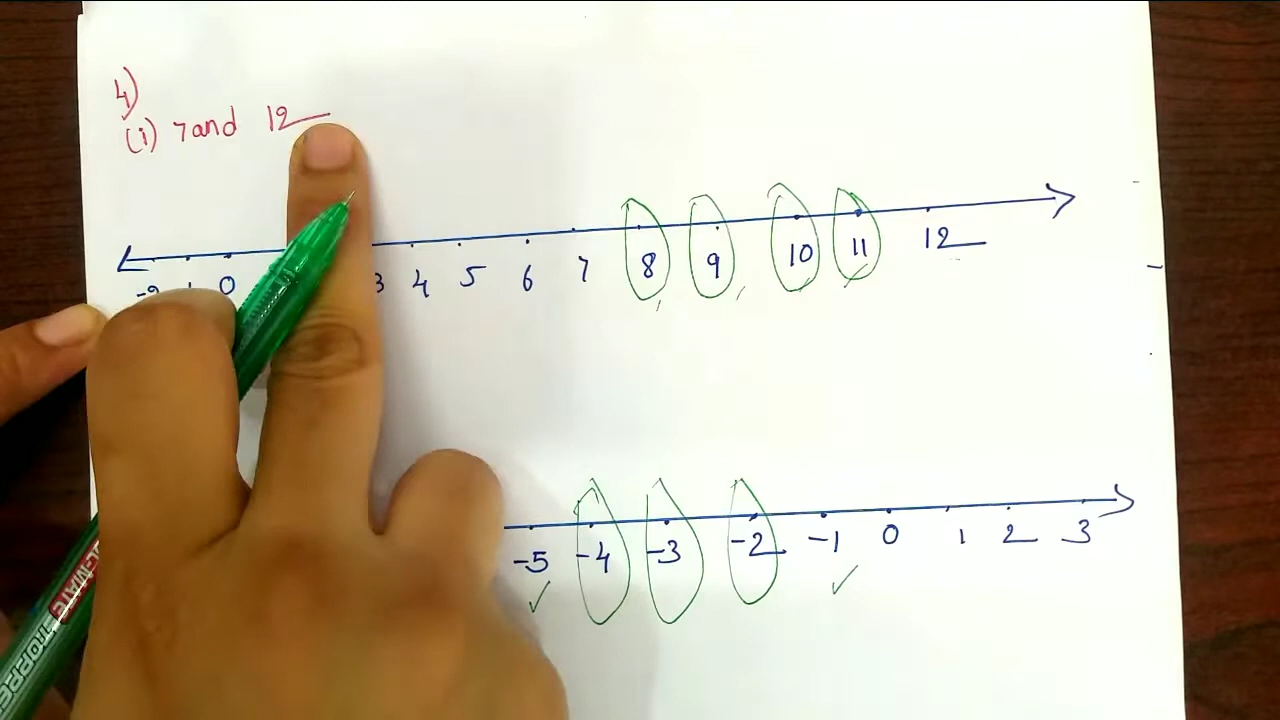 4)
(i) 7 and 12
0 3 4 5 6 7 8 9 10 11 12
-5 -4 -3 -2 -1 0 1 2 3